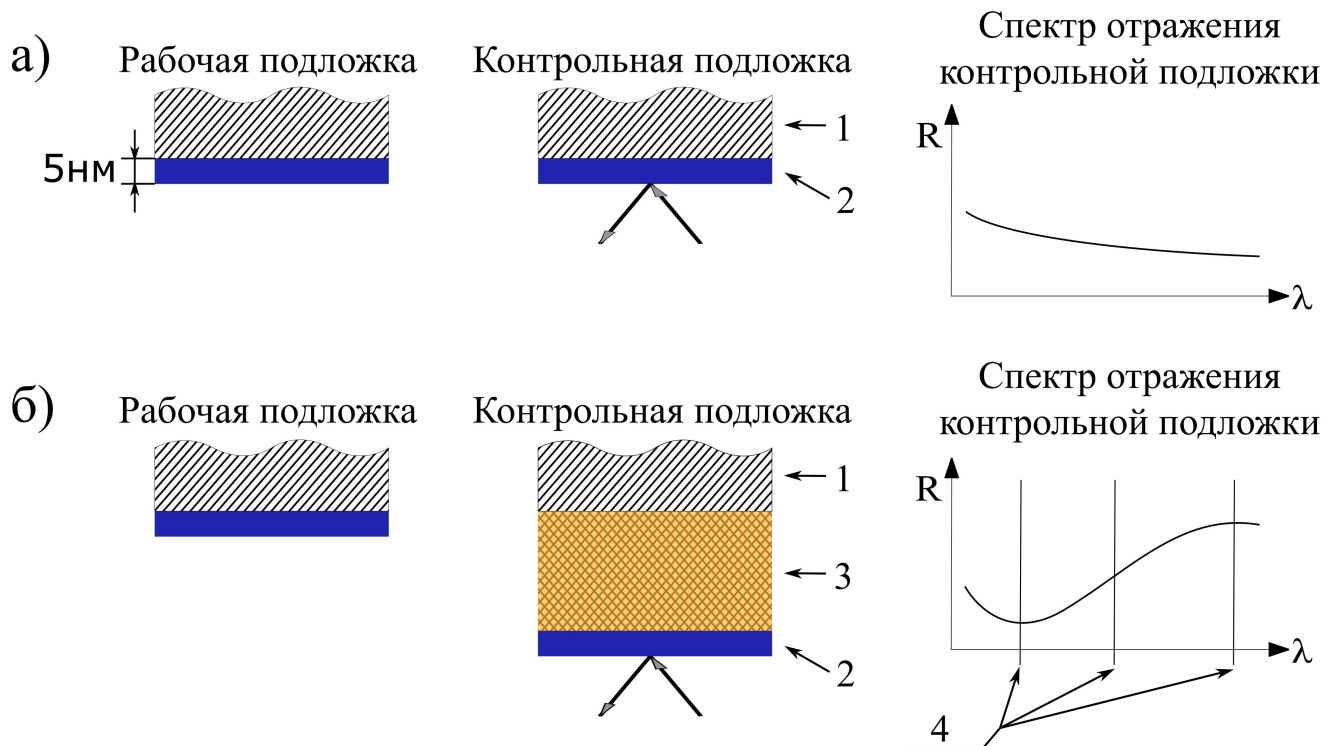 а)
Рабочая подложка
Контрольная подложка
Спектр отражения
контрольной подложки
5нм
1
2
R
λ
б)
Рабочая подложка
Контрольная подложка
Спектр отражения
контрольной подложки
1
3
2
R
λ
4